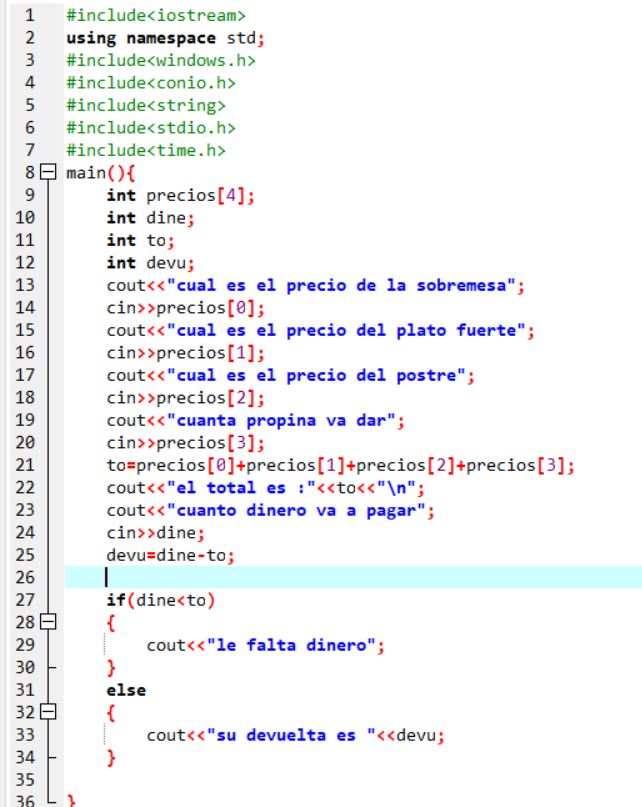 1 #include<iostream>
2 using namespace std;
3 #include<windows.h>
4 #include<conio.h>
5 #include<string>
6 #include<stdio.h>
7 #include<time.h>
8 main(){
9 int precios[4];
10 int dine;
11 int to;
12 int devu;
13 cout<<"cual es el precio de la sobremesa";
14 cin>>precios[0];
15 cout<<"cual es el precio del plato fuerte";
16 cin>>precios[1];
17 cout<<"cual es el precio del postre";
18 cin>>precios[2];
19 cout<<"cuanta propina va dar";
20 cin>>precios[3];
21 to=precios[0]+precios[1]+precios[2]+precios[3];
22 cout<<"el total es :"<<to<<"\n";
23 cout<<"cuanto dinero va a pagar";
24 cin>>dine;
25 devu=dine-to;
26
27 if(dine<to)
28 {
29 cout<<"le falta dinero";
30 }
31 else
32 {
33 cout<<"su devuelta es "<<devu;
34 }
35
36 }